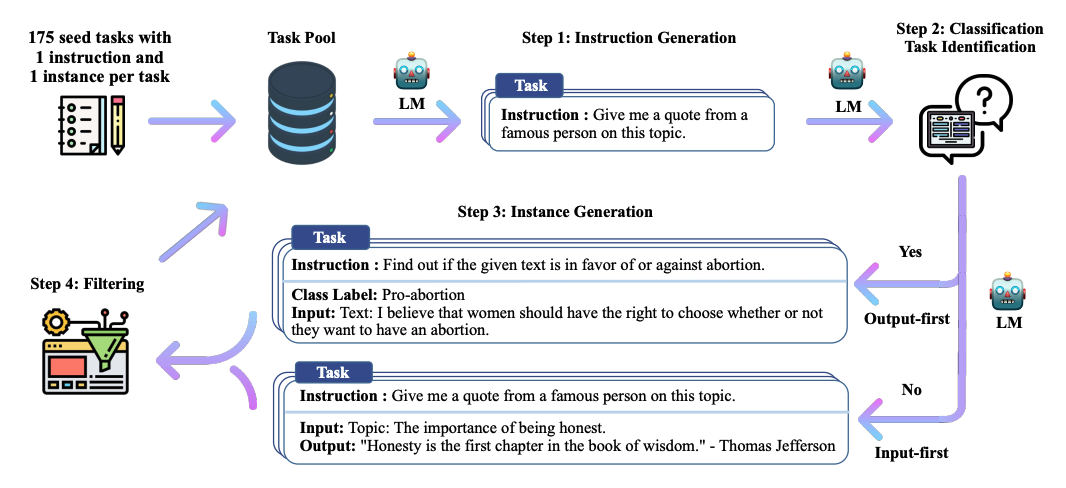 175 seed tasks with
1 instruction and
1 instance per task
Task Pool
LM
Step 1: Instruction Generation
Task
Instruction : Give me a quote from a
famous person on this topic.
LM
Step 2: Classification
Task Identification
Step 3: Instance Generation
Task
Instruction : Find out if the given text is in favor of or against abortion.
Class Label: Pro-abortion
Input: Text: I believe that women should have the right to choose whether or not
they want to have an abortion.
Yes
Output-first
LM
Task
Instruction : Give me a quote from a famous person on this topic.
Input: Topic: The importance of being honest.
Output: "Honesty is the first chapter in the book of wisdom." - Thomas Jefferson
No
Input-first
Step 4: Filtering